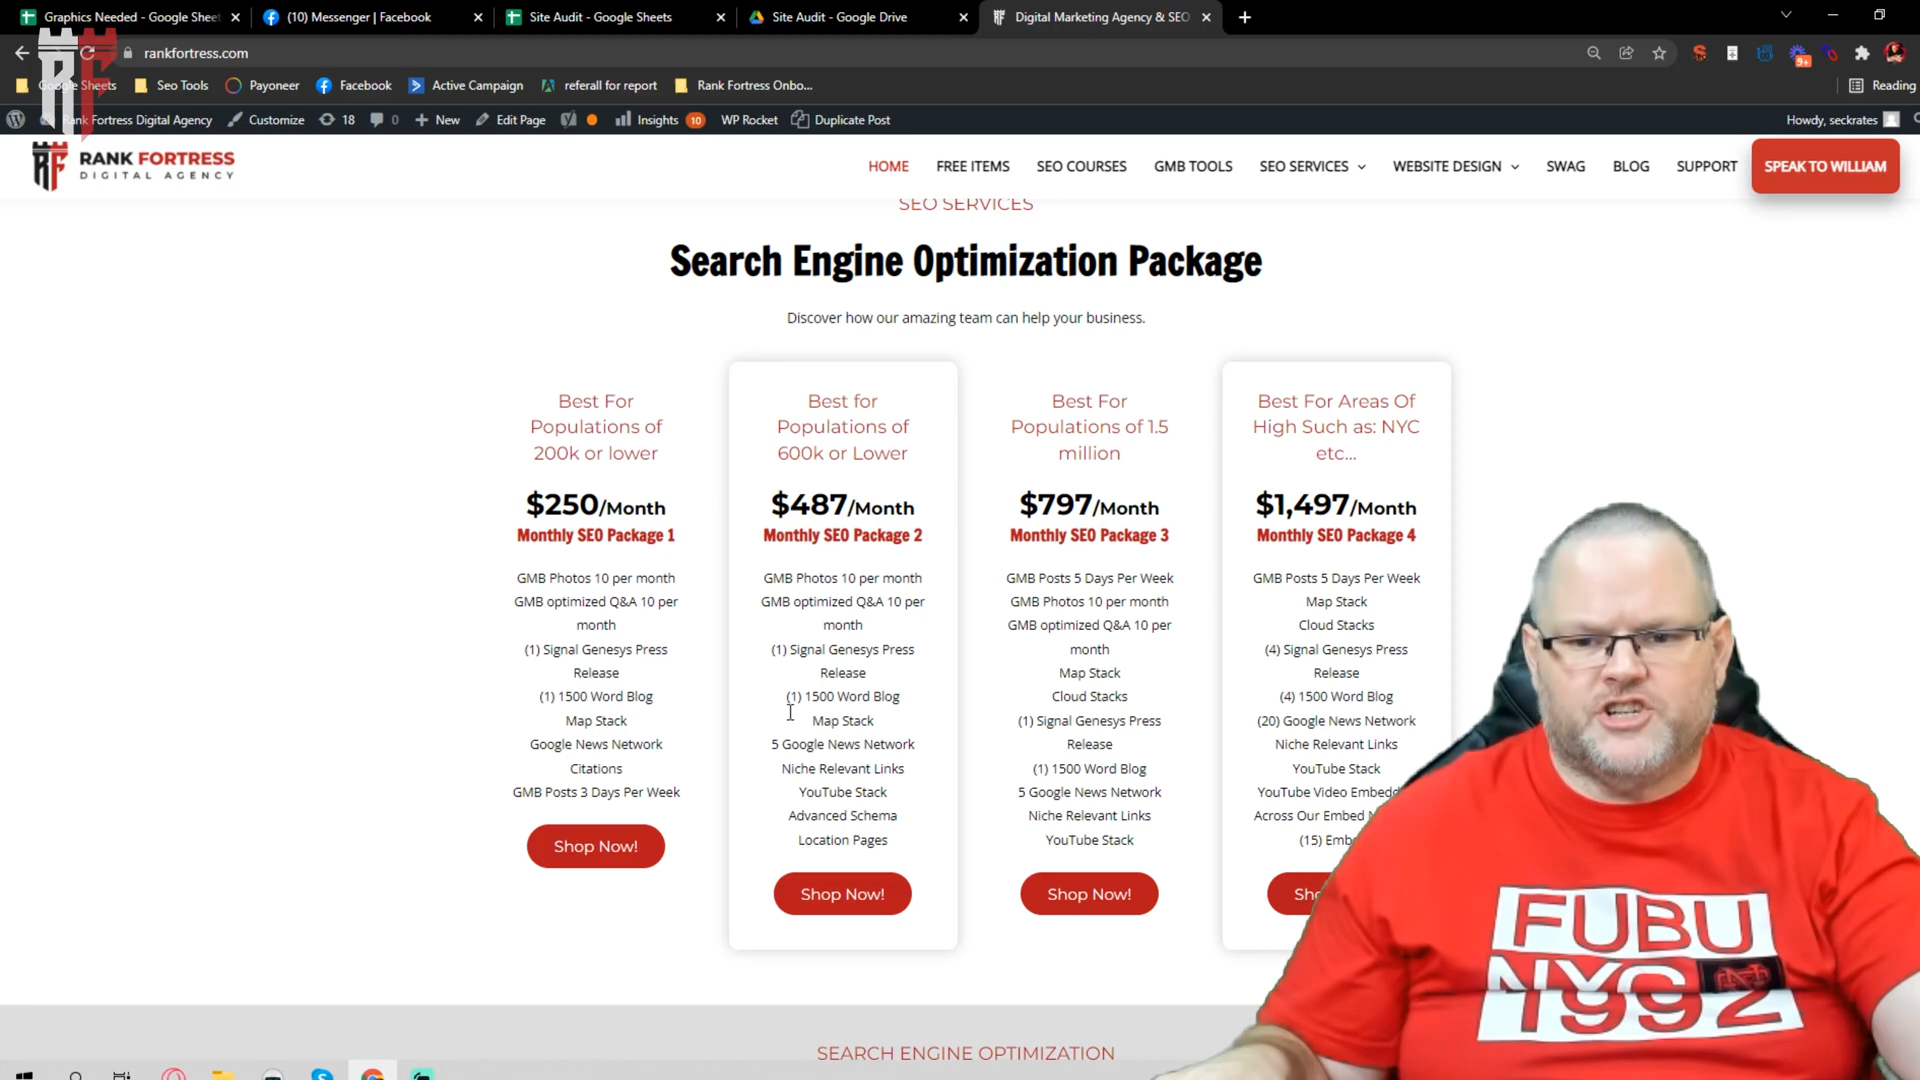 Graphics Needed - Google Sheet
(10) Messenger | Facebook
Site Audit - Google Sheets
Site Audit - Google Drive
Digital Marketing Agency & SEO
rankfortress.com
9+
Google Sheets
Seo Tools
Payoneer
Facebook
Active Campaign
referall for report
Rank Fortress Onbo...
Reading
Rank Fortress Digital Agency
Customize
18
0
New
Edit Page
Insights
10
WP Rocket
Duplicate Post
Howdy, seckrates
RF
RANK FORTRESS
DIGITAL AGENCY
HOME
FREE ITEMS
SEO COURSES
GMB TOOLS
SEO SERVICES
WEBSITE DESIGN
SWAG
BLOG
SUPPORT
SPEAK TO WILLIAM
SEO SERVICES
Search Engine Optimization Package
Discover how our amazing team can help your business.
Best For
Populations of
200k or lower
$250/Month
Monthly SEO Package 1
GMB Photos 10 per month
GMB optimized Q&A 10 per
month
(1) Signal Genesys Press
Release
(1) 1500 Word Blog
Map Stack
Google News Network
Citations
GMB Posts 3 Days Per Week
Shop Now!
Best for
Populations of
600k or Lower
$487/Month
Monthly SEO Package 2
GMB Photos 10 per month
GMB optimized Q&A 10 per
month
(1) Signal Genesys Press
Release
(1) 1500 Word Blog
Map Stack
5 Google News Network
Niche Relevant Links
YouTube Stack
Advanced Schema
Location Pages
Shop Now!
Best For
Populations of 1.5
million
$797/Month
Monthly SEO Package 3
GMB Posts 5 Days Per Week
GMB Photos 10 per month
GMB optimized Q&A 10 per
month
Map Stack
Cloud Stacks
(1) Signal Genesys Press
Release
(1) 1500 Word Blog
5 Google News Network
Niche Relevant Links
YouTube Stack
Shop Now!
Best For Areas Of
High Such as: NYC
etc...
$1,497/Month
Monthly SEO Package 4
GMB Posts 5 Days Per Week
Map Stack
Cloud Stacks
(4) Signal Genesys Press
Release
(4) 1500 Word Blog
(20) Google News Network
Niche Relevant Links
YouTube Stack
YouTube Video Embedd
Across Our Embed
(15) Emb
Sh
SEARCH ENGINE OPTIMIZATION
FUBU
NYC
1992